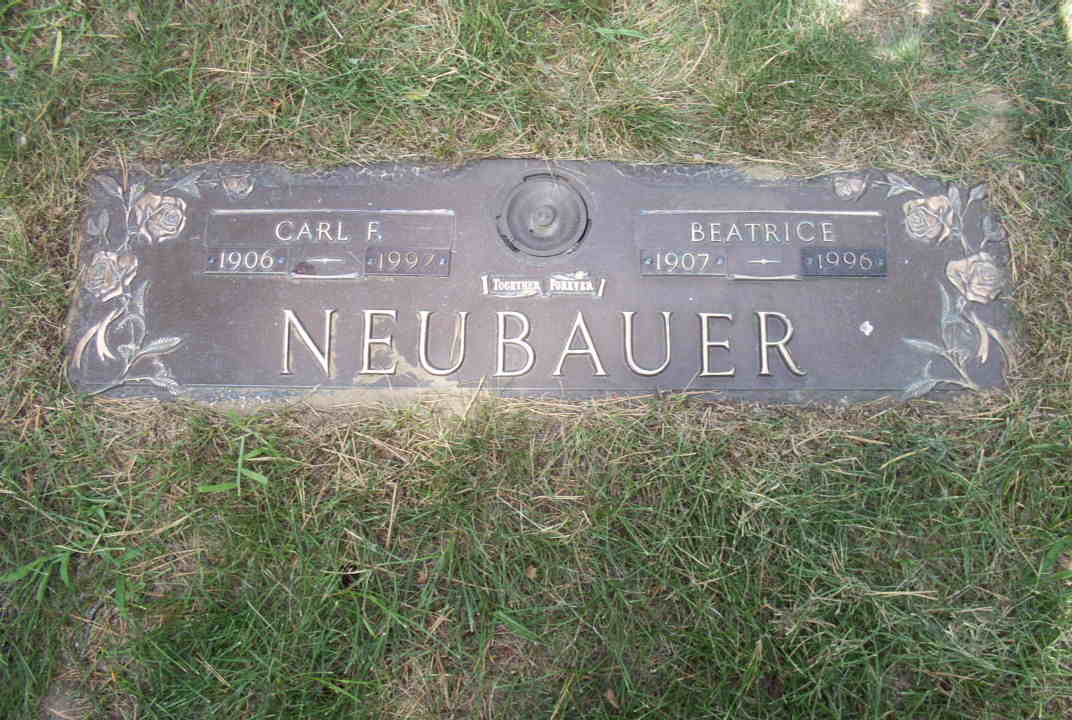 CARL F.
1906 1997
BEATRICE
1907 1996
TOGETHER FOREVER
NEUBAUER